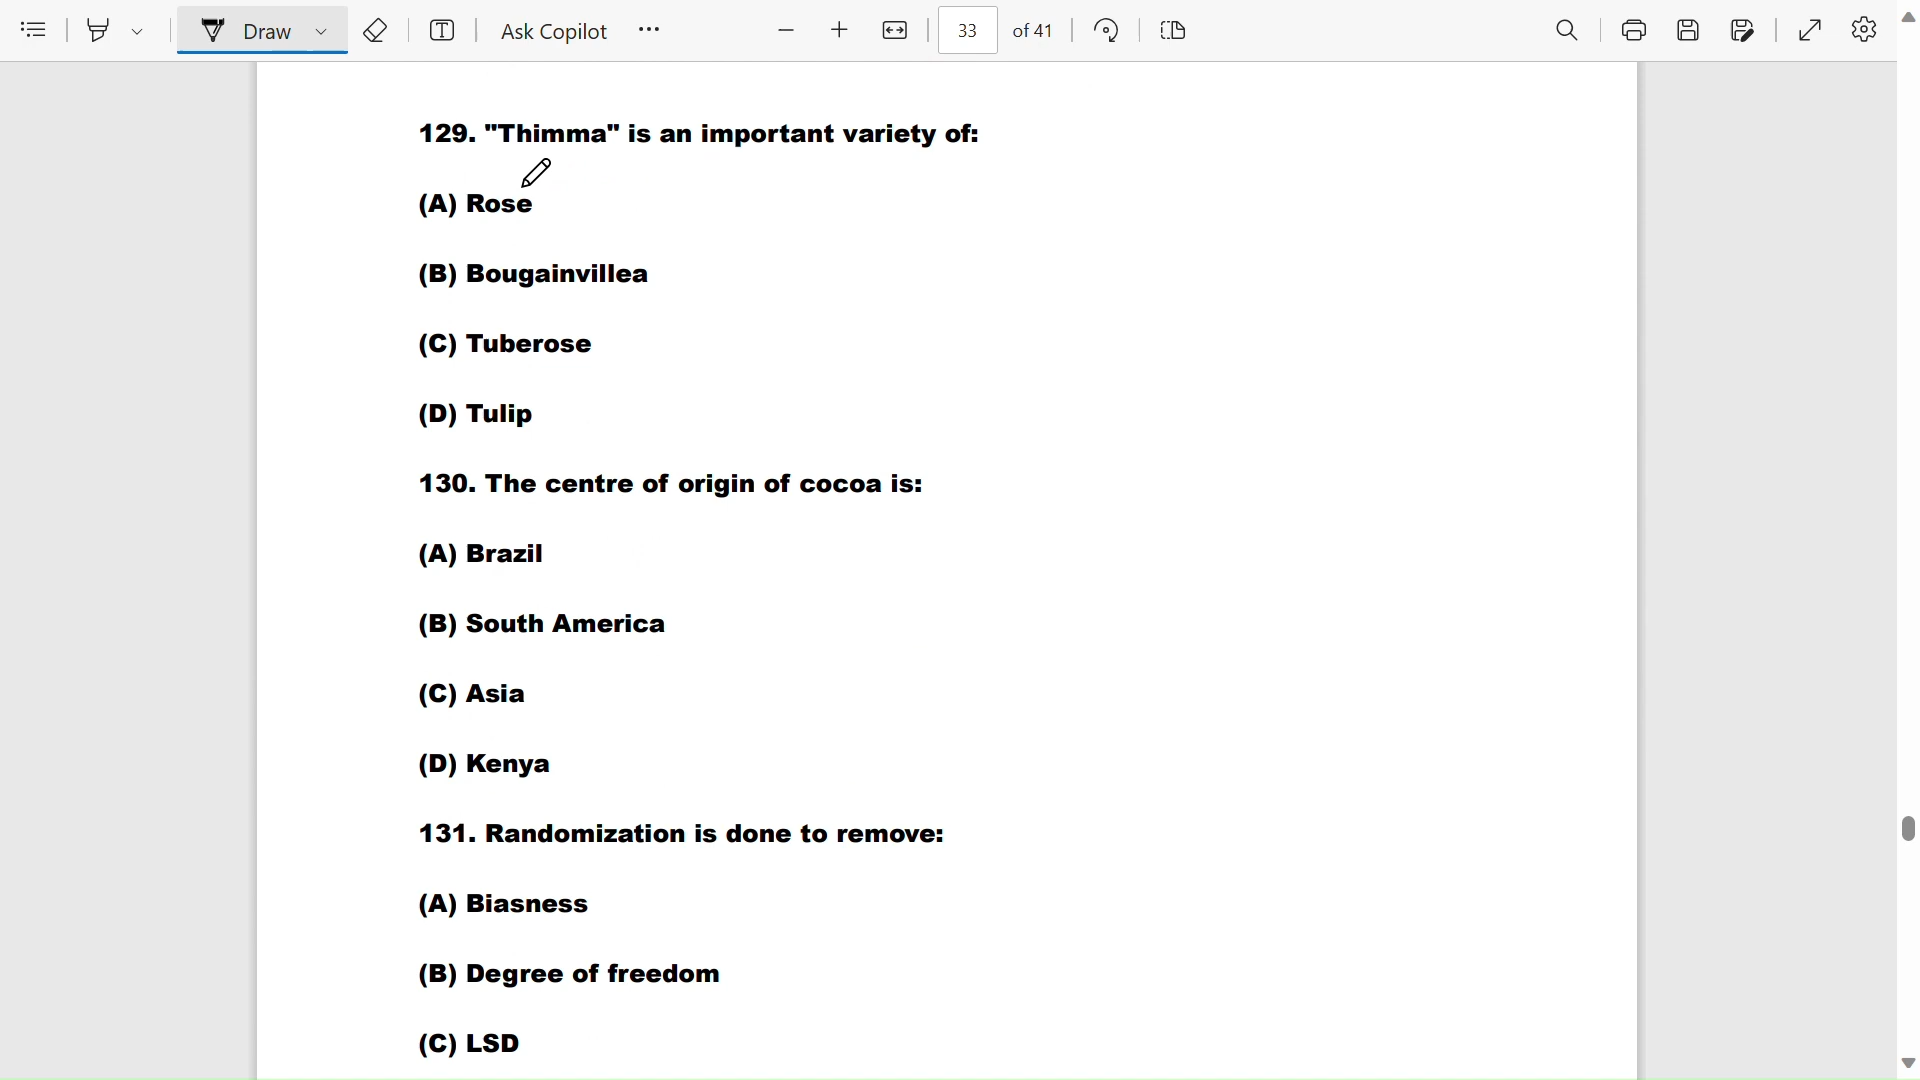 Draw
Ask Copilot
33 of 41
129. "Thimma" is an important variety of:
(A) Rose
(B) Bougainvillea
(C) Tuberose
(D) Tulip
130. The centre of origin of cocoa is:
(A) Brazil
(B) South America
(C) Asia
(D) Kenya
131. Randomization is done to remove:
(A) Biasness
(B) Degree of freedom
(C) LSD